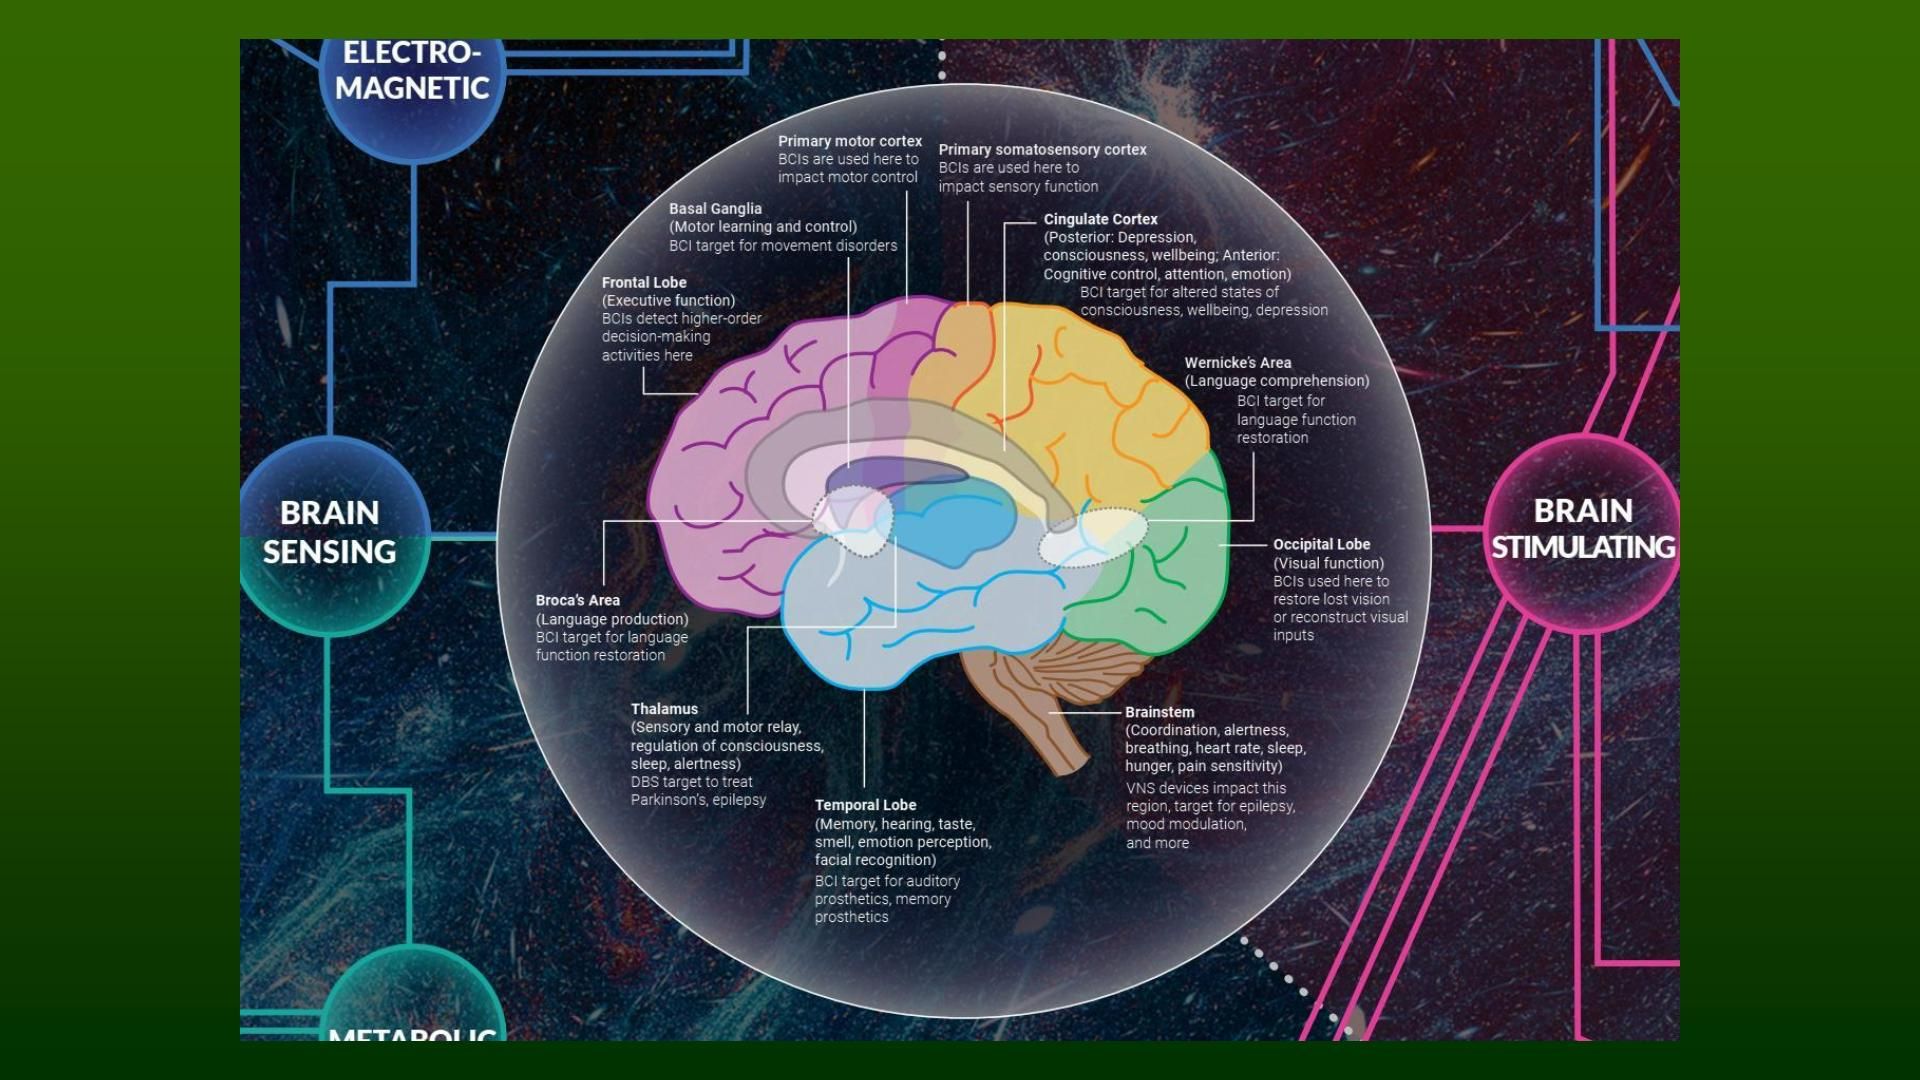 ELECTRO-
MAGNETIC
Primary motor cortex
BCIs are used here to
impact motor control
Primary somatosensory cortex
BCIs are used here to
impact sensory function
Basal Ganglia
(Motor learning and control)
BCI target for movement disorders
Cingulate Cortex
(Posterior: Depression,
consciousness, wellbeing; Anterior:
Cognitive control, attention, emotion)
BCI target for altered states of
consciousness, wellbeing, depression
Frontal Lobe
(Executive function)
BCIs detect higher-order
decision-making
activities here
Wernicke's Area
(Language comprehension)
BCI target for
language function
restoration
BRAIN
SENSING
BRAIN
STIMULATING
Occipital Lobe
(Visual function)
BCIs used here to
restore lost vision
or reconstruct visual
inputs
Broca's Area
(Language production)
BCI target for language
function restoration
Thalamus
(Sensory and motor relay,
regulation of consciousness,
sleep, alertness)
DBS target to treat
Parkinson's, epilepsy
Brainstem
(Coordination, alertness,
breathing, heart rate, sleep,
hunger, pain sensitivity)
VNS devices impact this
region, target for epilepsy,
mood modulation,
and more
Temporal Lobe
(Memory, hearing, taste,
smell, emotion perception,
facial recognition)
BCI target for auditory
prosthetics, memory
prosthetics
METABOLIC